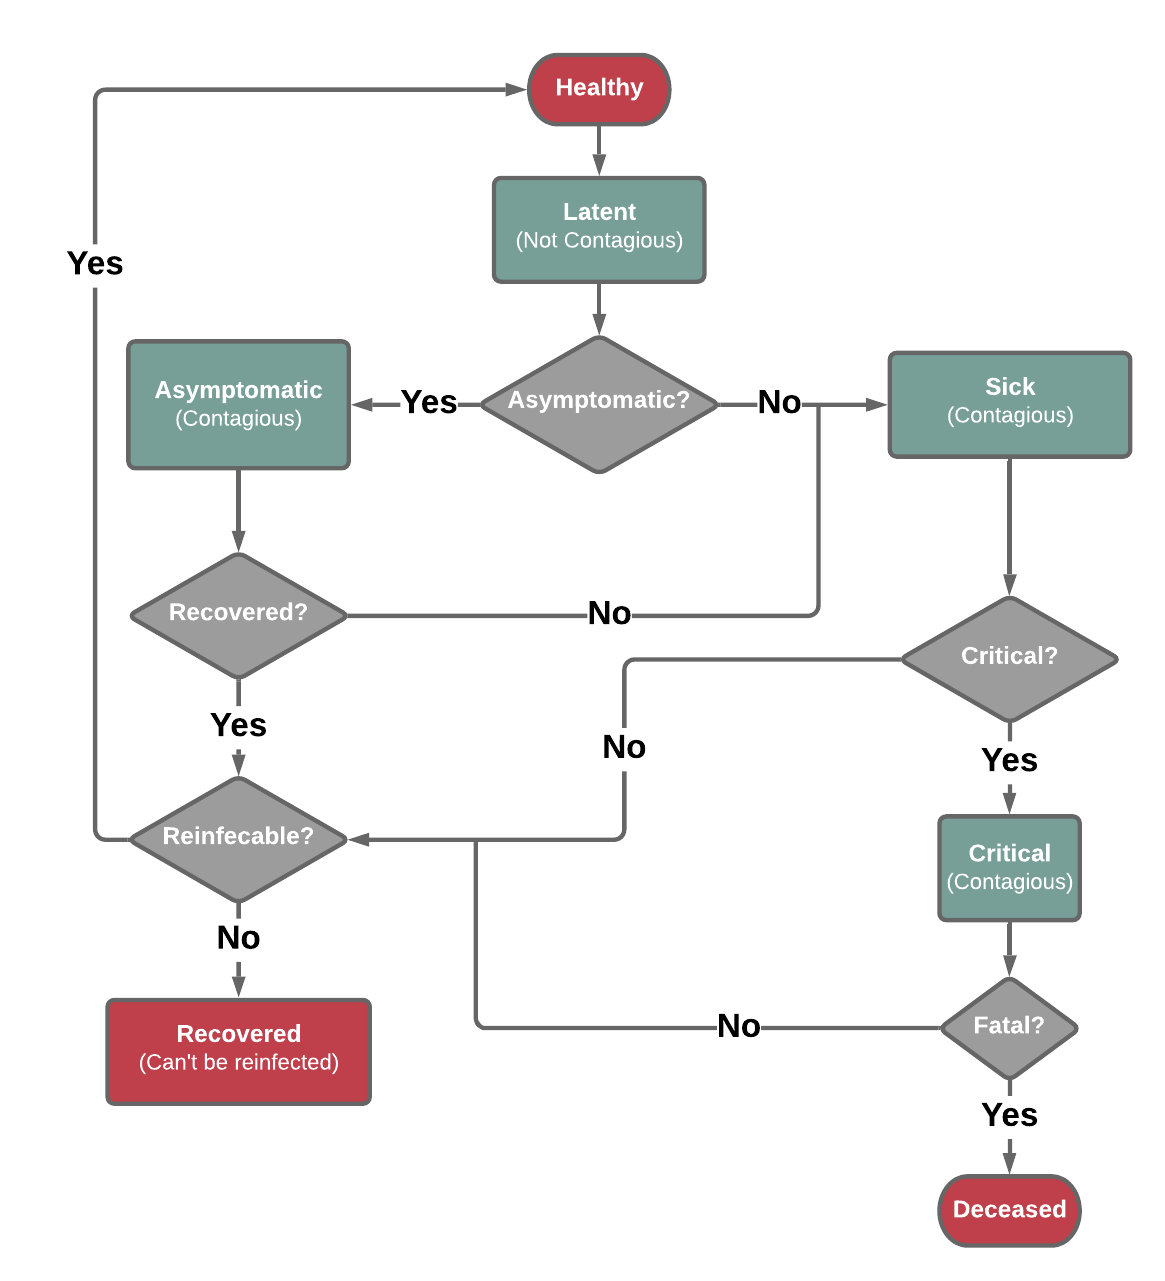 Healthy
Latent
(Not Contagious)
Yes
Asymptomatic
(Contagious)
Yes
Asymptomatic?
No
Sick
(Contagious)
Recovered?
No
Critical?
Yes
No
Yes
Reinfecable?
Critical
(Contagious)
No
Recovered
(Can't be reinfected)
No
Fatal?
Yes
Deceased